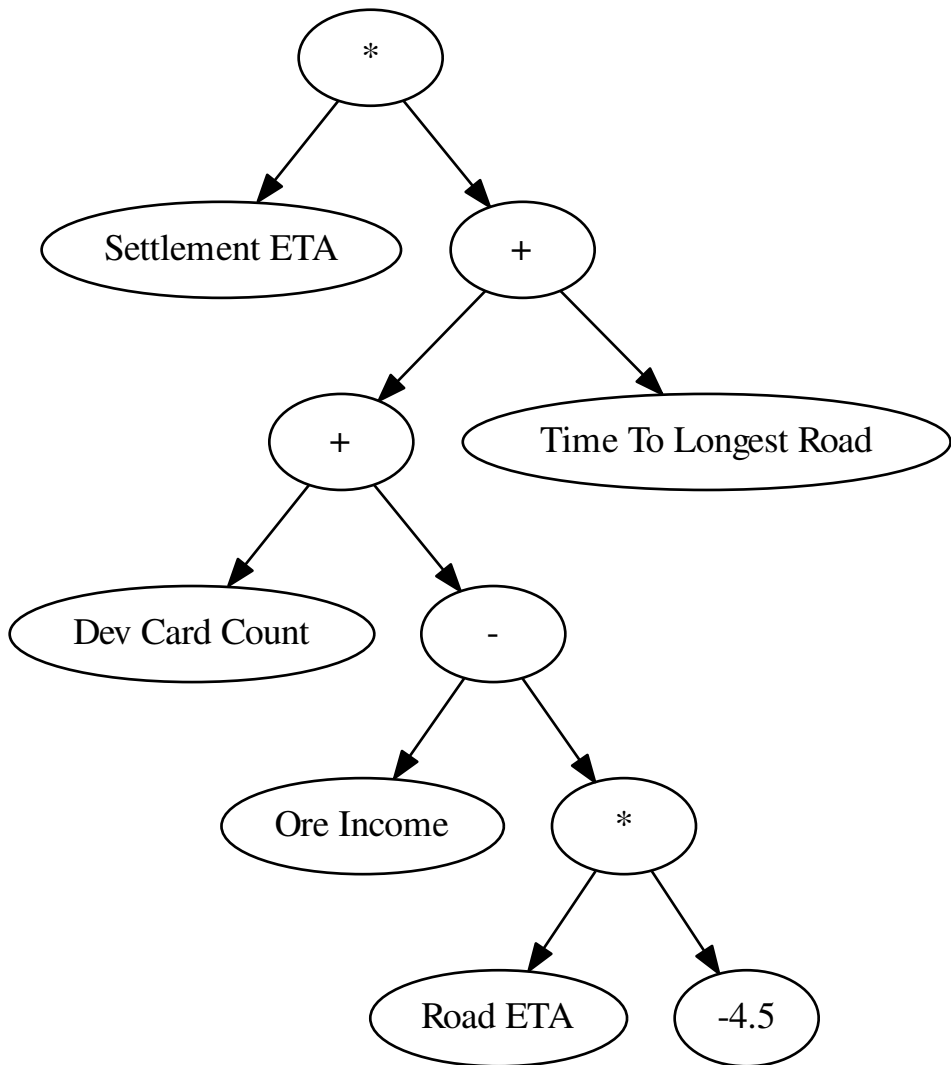 *
Settlement ETA
+
+
Time To Longest Road
Dev Card Count
-
Ore Income
*
Road ETA
-4.5